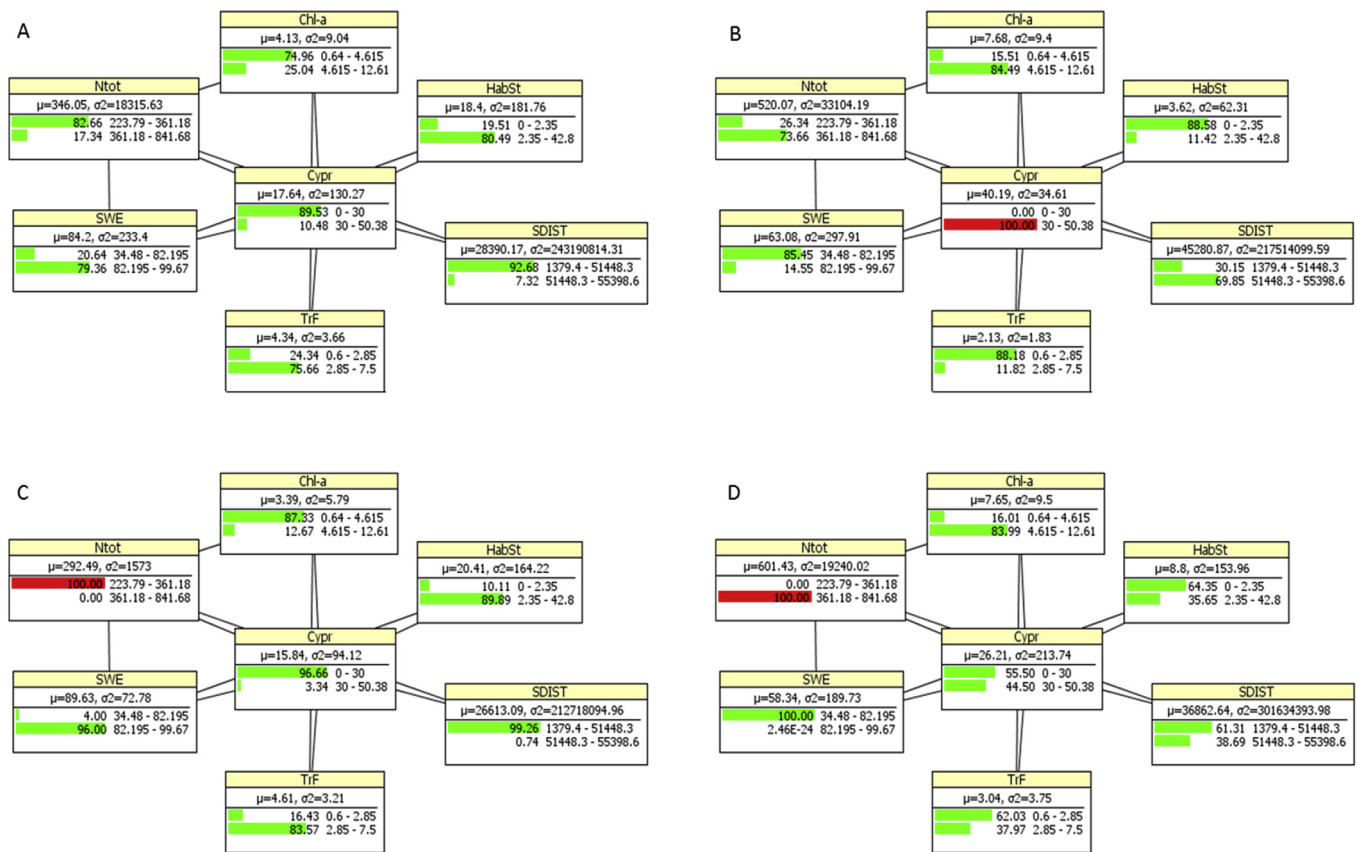 A
Chl-a
μ=4.13, σ2=9.04
74.96 0.64 - 4.615
25.04 4.615 - 12.61
Ntot
μ=346.05, σ2=18315.63
82.66 223.79 - 361.18
17.34 361.18 - 841.68
HabSt
μ=18.4, σ2=181.76
19.51 0 - 2.35
80.49 2.35 - 42.8
Cypr
μ=17.64, σ2=130.27
89.53 0 - 30
10.48 30 - 50.38
SWE
μ=84.2, σ2=233.4
20.64 34.48 - 82.195
79.36 82.195 - 99.67
SDIST
μ=28390.17, σ2=243190814.31
92.68 1379.4 - 51448.3
7.32 51448.3 - 55398.6
TrF
μ=4.34, σ2=3.66
24.34 0.6 - 2.85
75.66 2.85 - 7.5
B
Chl-a
μ=7.68, σ2=9.4
15.51 0.64 - 4.615
84.49 4.615 - 12.61
Ntot
μ=520.07, σ2=33104.19
26.34 223.79 - 361.18
73.66 361.18 - 841.68
HabSt
μ=3.62, σ2=62.31
88.58 0 - 2.35
11.42 2.35 - 42.8
Cypr
μ=40.19, σ2=34.61
0.00 0 - 30
100.00 30 - 50.38
SWE
μ=63.08, σ2=297.91
85.45 34.48 - 82.195
14.55 82.195 - 99.67
SDIST
μ=45280.87, σ2=217514099.59
30.15 1379.4 - 51448.3
69.85 51448.3 - 55398.6
TrF
μ=2.13, σ2=1.83
88.18 0.6 - 2.85
11.82 2.85 - 7.5
C
Chl-a
μ=3.39, σ2=5.79
87.33 0.64 - 4.615
12.67 4.615 - 12.61
Ntot
μ=292.49, σ2=1573
100.00 223.79 - 361.18
0.00 361.18 - 841.68
HabSt
μ=20.41, σ2=164.22
10.11 0 - 2.35
89.89 2.35 - 42.8
Cypr
μ=15.84, σ2=94.12
96.66 0 - 30
3.34 30 - 50.38
SWE
μ=89.63, σ2=72.78
4.00 34.48 - 82.195
96.00 82.195 - 99.67
SDIST
μ=26613.09, σ2=212718094.96
99.26 1379.4 - 51448.3
0.74 51448.3 - 55398.6
TrF
μ=4.61, σ2=3.21
16.43 0.6 - 2.85
83.57 2.85 - 7.5
D
Chl-a
μ=7.65, σ2=9.5
16.01 0.64 - 4.615
83.99 4.615 - 12.61
Ntot
μ=601.43, σ2=19240.02
0.00 223.79 - 361.18
100.00 361.18 - 841.68
HabSt
μ=8.8, σ2=153.96
64.35 0 - 2.35
35.65 2.35 - 42.8
Cypr
μ=26.21, σ2=213.74
55.50 0 - 30
44.50 30 - 50.38
SWE
μ=58.34, σ2=189.73
100.00 34.48 - 82.195
2.46E-24 82.195 - 99.67
SDIST
μ=36862.64, σ2=301634393.98
61.31 1379.4 - 51448.3
38.69 51448.3 - 55398.6
TrF
μ=3.04, σ2=3.75
62.03 0.6 - 2.85
37.97 2.85 - 7.5